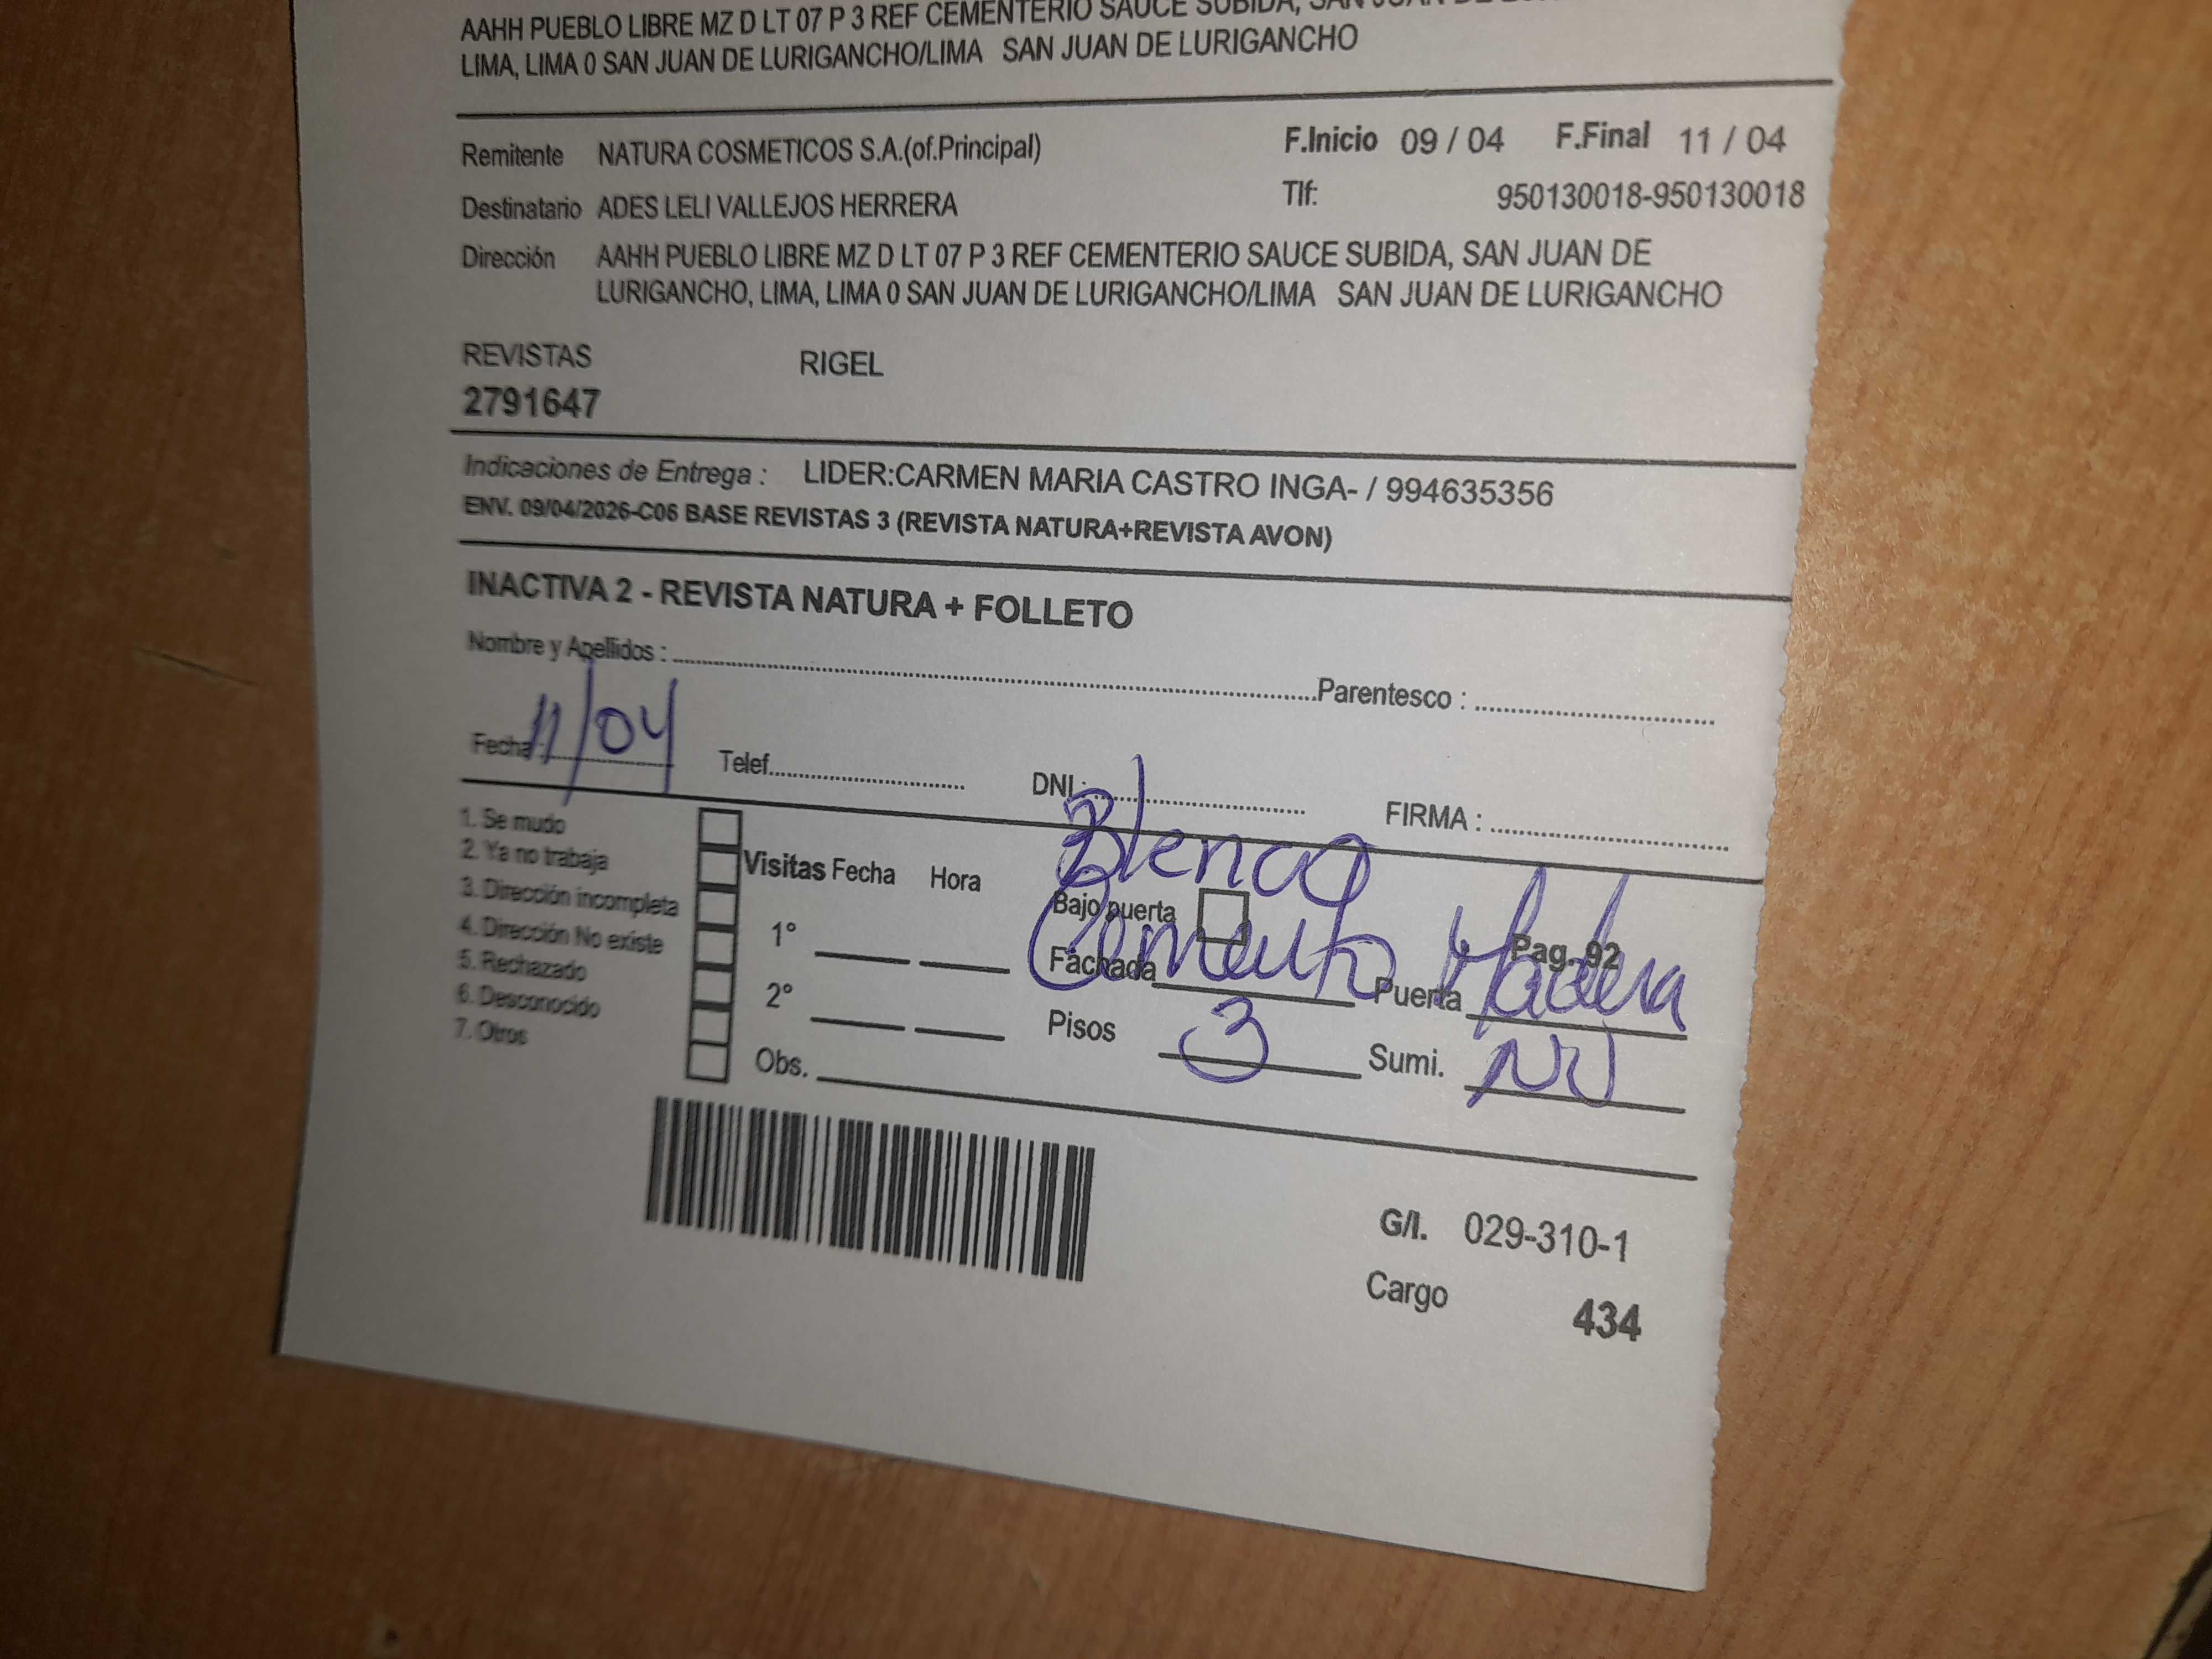 AAHH PUEBLO LIBRE MZ D LT 07 P 3 REF CEMENTERIO SAUCE SUBIDA, SAN JUAN DE
LIMA, LIMA 0 SAN JUAN DE LURIGANCHO/LIMA SAN JUAN DE LURIGANCHO
Remitente NATURA COSMETICOS S.A.(of.Principal) F.Inicio 09 / 04 F.Final 11 / 04
Destinatario ADES LELI VALLEJOS HERRERA Tlf: 950130018-950130018
Dirección AAHH PUEBLO LIBRE MZ D LT 07 P 3 REF CEMENTERIO SAUCE SUBIDA, SAN JUAN DE
LURIGANCHO, LIMA, LIMA 0 SAN JUAN DE LURIGANCHO/LIMA SAN JUAN DE LURIGANCHO
REVISTAS RIGEL
2791647
Indicaciones de Entrega : LIDER:CARMEN MARIA CASTRO INGA- / 994635356
ENV. 09/04/2026-C06 BASE REVISTAS 3 (REVISTA NATURA+REVISTA AVON)
INACTIVA 2 - REVISTA NATURA + FOLLETO
Nombre y Apellidos : Parentesco :
Fecha : 11/04 Telef. DNI : FIRMA :
1. Se mudo
2. Ya no trabaja
3. Dirección incompleta
4. Dirección No existe
5. Rechazado
6. Desconocido
7. Otros
Visitas Fecha Hora
1°
2°
Obs.
Bajo puerta Pag. 92
Fachada Cemento Puerta Madera
Pisos 3 Sumi.
G/I. 029-310-1
Cargo 434